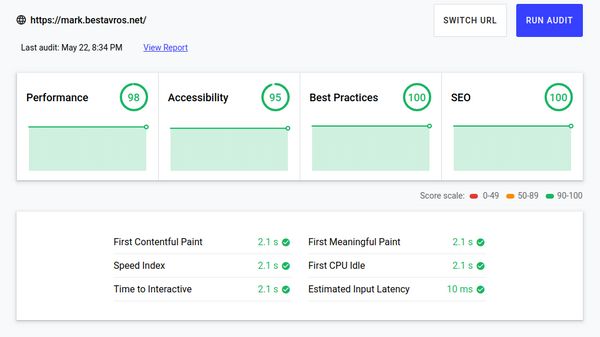 https://mark.bestavros.net/ SWITCH URL RUN AUDIT
Last audit: May 22, 8:34 PM View Report
Performance 98 Accessibility 95 Best Practices 100 SEO 100
Score scale: 0-49 50-89 90-100
First Contentful Paint 2.1 s First Meaningful Paint 2.1 s
Speed Index 2.1 s First CPU Idle 2.1 s
Time to Interactive 2.1 s Estimated Input Latency 10 ms